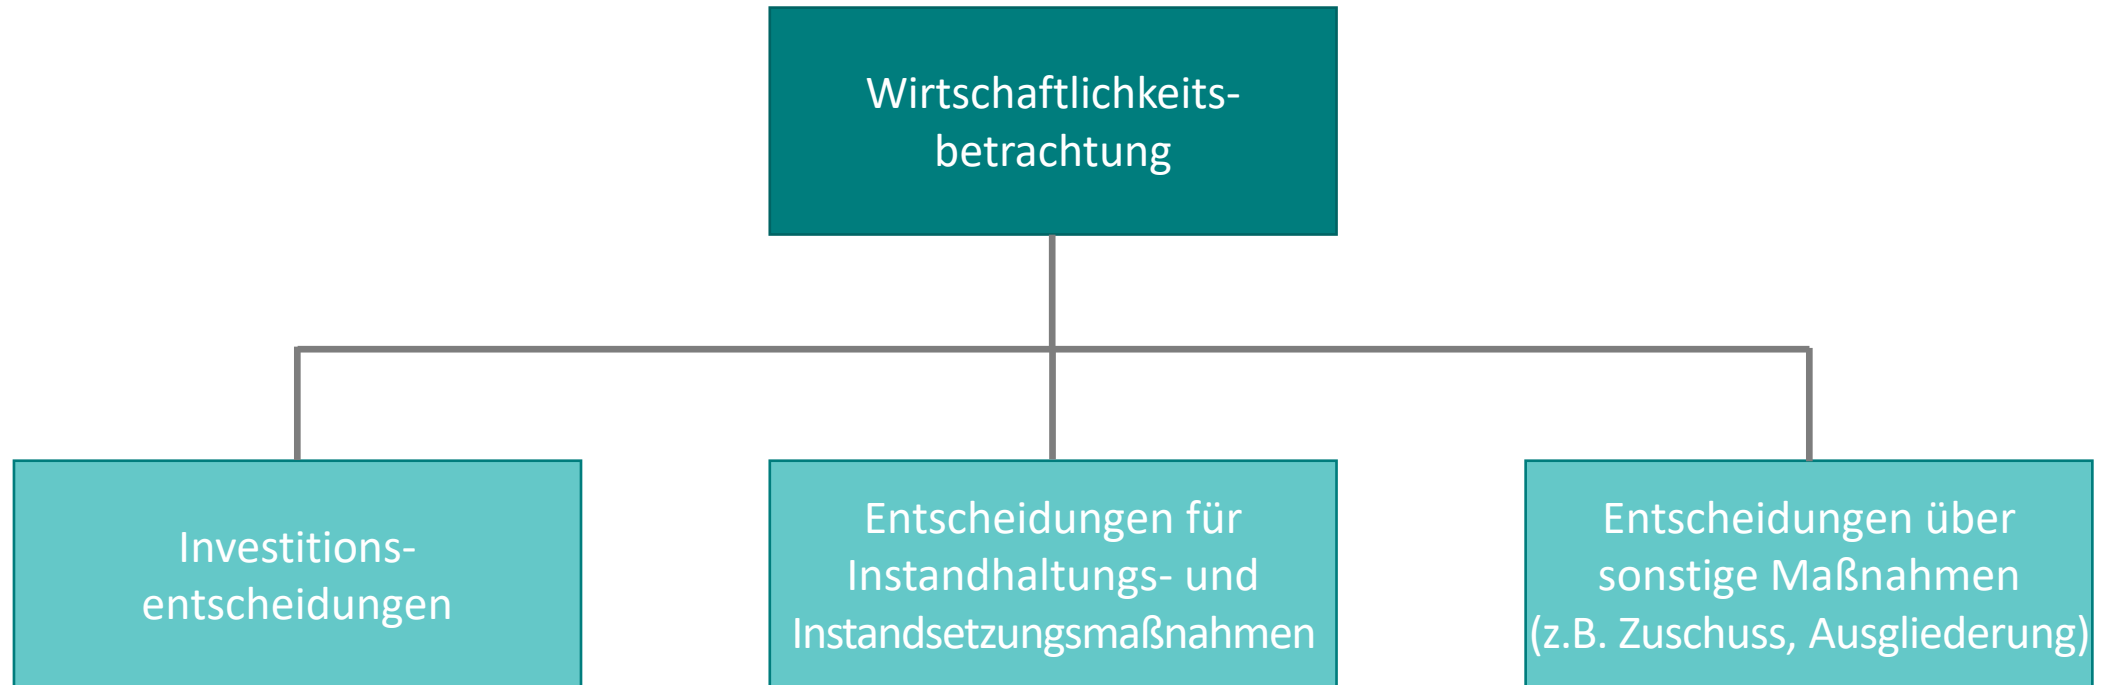 Wirtschaftlichkeits-
betrachtung
Investitions-
entscheidungen
Entscheidungen für
Instandhaltungs- und
Instandsetzungsmaßnahmen
Entscheidungen über
sonstige Maßnahmen
(z.B. Zuschuss, Ausgliederung)